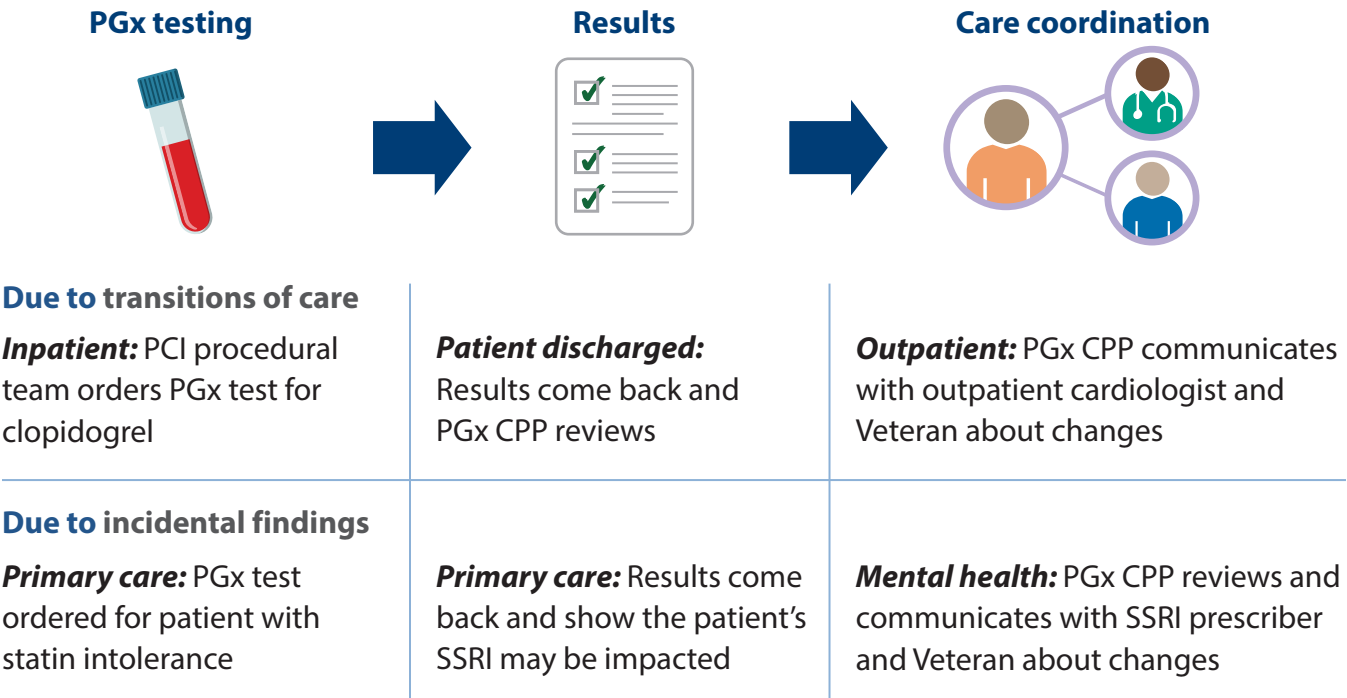 PGx testing
Results
Care coordination
Due to transitions of care
Inpatient: PCI procedural
team orders PGx test for
clopidogrel
Patient discharged:
Results come back and
PGx CPP reviews
Outpatient: PGx CPP communicates
with outpatient cardiologist and
Veteran about changes
Due to incidental findings
Primary care: PGx test
ordered for patient with
statin intolerance
Primary care: Results come
back and show the patient’s
SSRI may be impacted
Mental health: PGx CPP reviews and
communicates with SSRI prescriber
and Veteran about changes